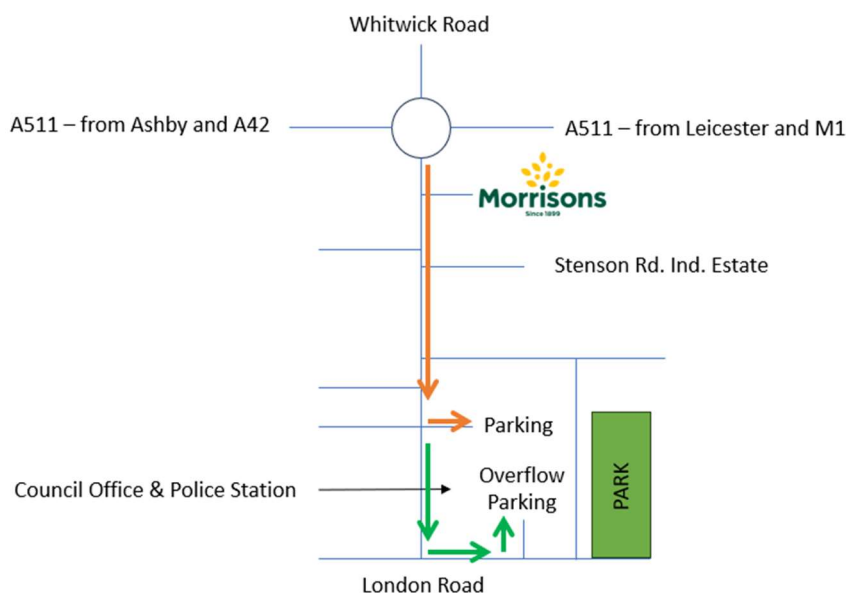 Whitwick Road
A511 – from Ashby and A42
A511 – from Leicester and M1
Morrisons
Since 1899
Stenson Rd. Ind. Estate
Parking
Council Office & Police Station
Overflow
Parking
PARK
London Road